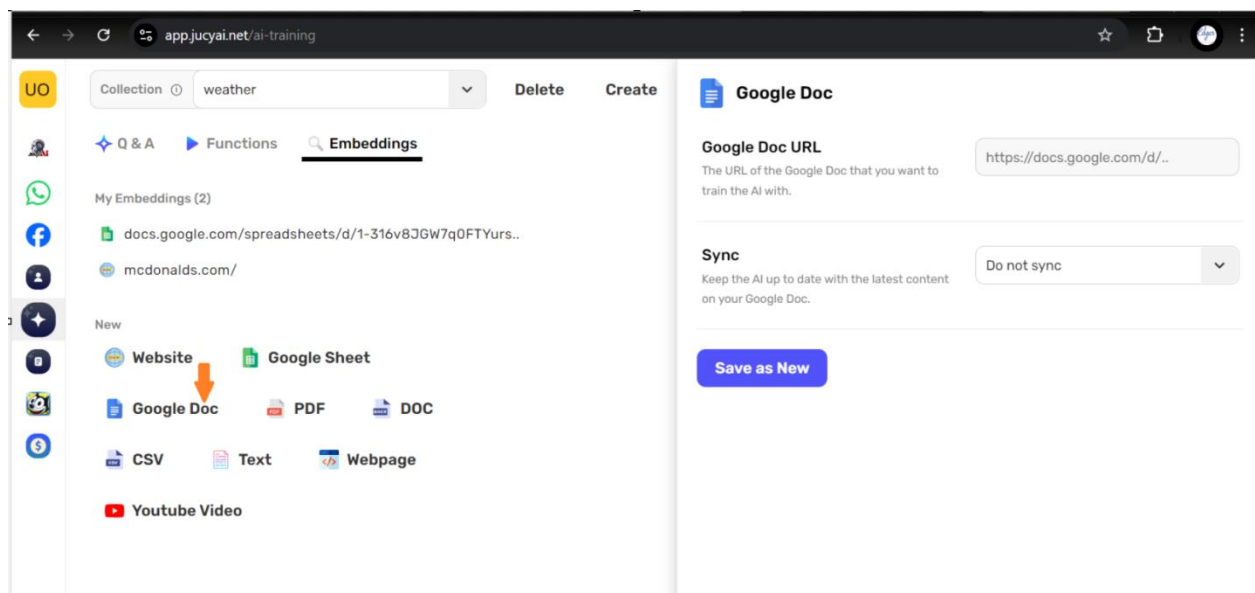 app.jucyai.net/ai-training
UO
Collection weather Delete Create
Q & A Functions Embeddings
My Embeddings (2)
docs.google.com/spreadsheets/d/1-316v8JGW7q0FTYurs..
mcdonalds.com/
New
Website Google Sheet
Google Doc PDF DOC
CSV Text Webpage
Youtube Video
Google Doc
Google Doc URL
The URL of the Google Doc that you want to
train the AI with.
https://docs.google.com/d/..
Sync
Keep the AI up to date with the latest content
on your Google Doc.
Do not sync
Save as New